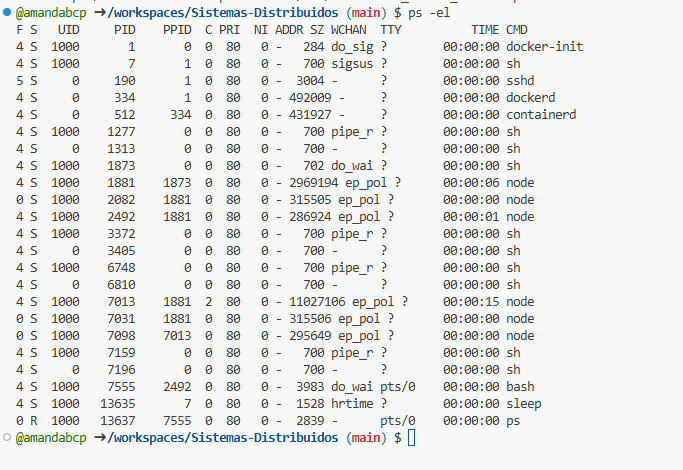 @amandabcp ➜/workspaces/Sistemas-Distribuidos (main) $ ps -el
F S   UID     PID    PPID  C PRI  NI ADDR SZ WCHAN  TTY          TIME CMD
4 S  1000       1       0  0  80   0 -   284 do_sig ?        00:00:00 docker-init
4 S  1000       7       1  0  80   0 -   700 sigsus ?        00:00:00 sh
5 S     0     190       1  0  80   0 -  3004 -      ?        00:00:00 sshd
4 S     0     334       1  0  80   0 - 492009 -     ?        00:00:00 dockerd
4 S     0     512     334  0  80   0 - 431927 -     ?        00:00:00 containerd
4 S  1000    1277       0  0  80   0 -   700 pipe_r ?        00:00:00 sh
4 S     0    1313       0  0  80   0 -   700 -      ?        00:00:00 sh
4 S  1000    1873       0  0  80   0 -   702 do_wai ?        00:00:00 sh
4 S  1000    1881    1873  0  80   0 - 2969194 ep_pol ?      00:00:06 node
0 S  1000    2082    1881  0  80   0 - 315505 ep_pol ?       00:00:00 node
4 S  1000    2492    1881  0  80   0 - 286924 ep_pol ?       00:00:01 node
4 S  1000    3372       0  0  80   0 -   700 pipe_r ?        00:00:00 sh
4 S     0    3405       0  0  80   0 -   700 -      ?        00:00:00 sh
4 S  1000    6748       0  0  80   0 -   700 pipe_r ?        00:00:00 sh
4 S     0    6810       0  0  80   0 -   700 -      ?        00:00:00 sh
4 S  1000    7013    1881  2  80   0 - 11027106 ep_pol ?     00:00:15 node
0 S  1000    7031    1881  0  80   0 - 315506 ep_pol ?       00:00:00 node
0 S  1000    7098    7013  0  80   0 - 295649 ep_pol ?       00:00:00 node
4 S  1000    7159       0  0  80   0 -   700 pipe_r ?        00:00:00 sh
4 S     0    7196       0  0  80   0 -   700 -      ?        00:00:00 sh
4 S  1000    7555    2492  0  80   0 -  3983 do_wai pts/0    00:00:00 bash
4 S  1000   13635       7  0  80   0 -  1528 hrtime ?        00:00:00 sleep
0 R  1000   13637    7555  0  80   0 -  2839 -      pts/0    00:00:00 ps
@amandabcp ➜/workspaces/Sistemas-Distribuidos (main) $